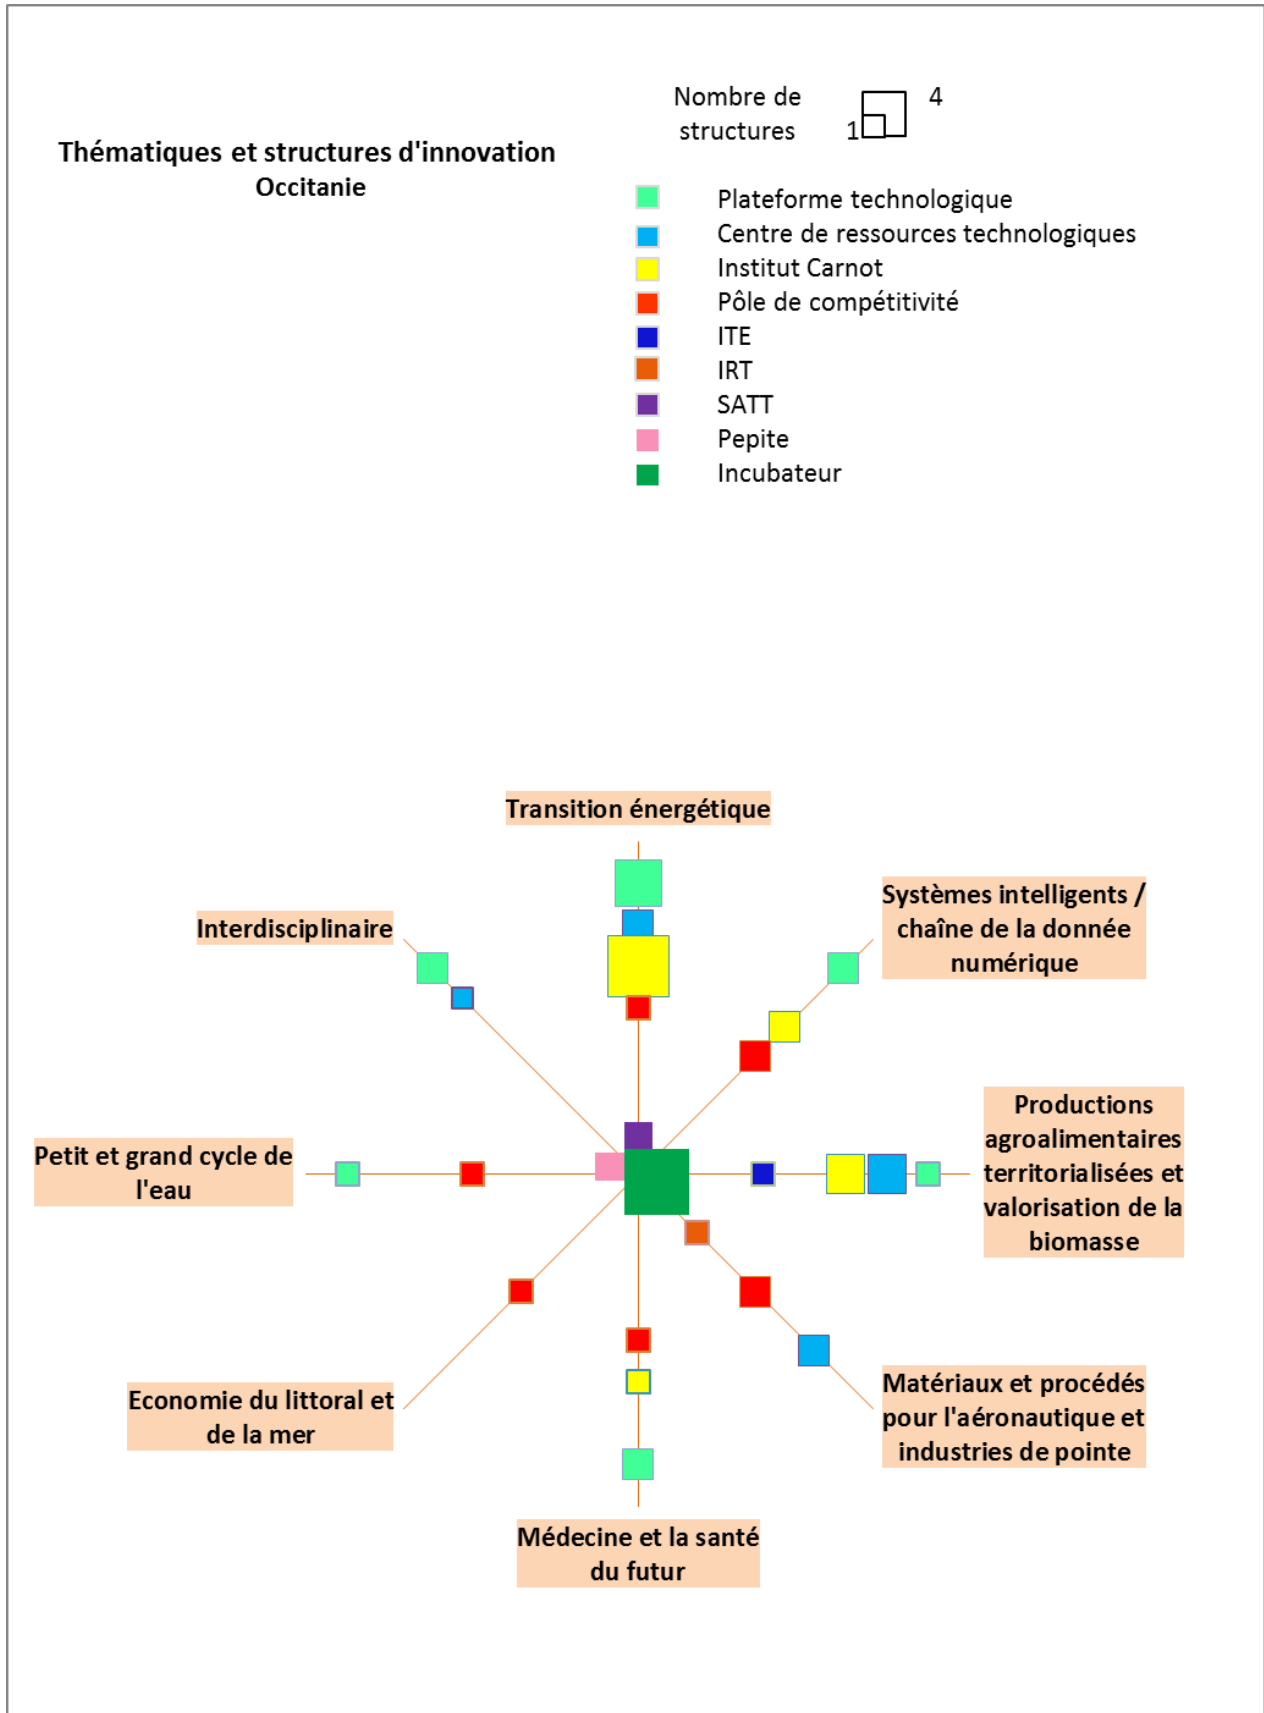 Thématiques et structures d'innovation
Occitanie
Nombre de
structures
1
4
Plateforme technologique
Centre de ressources technologiques
Institut Carnot
Pôle de compétitivité
ITE
IRT
SATT
Pepite
Incubateur
Transition énergétique
Systèmes intelligents /
chaîne de la donnée
numérique
Interdisciplinaire
Productions
agroalimentaires
territorialisées et
valorisation de la
biomasse
Petit et grand cycle de
l'eau
Economie du littoral et
de la mer
Matériaux et procédés
pour l'aéronautique et
industries de pointe
Médecine et la santé
du futur